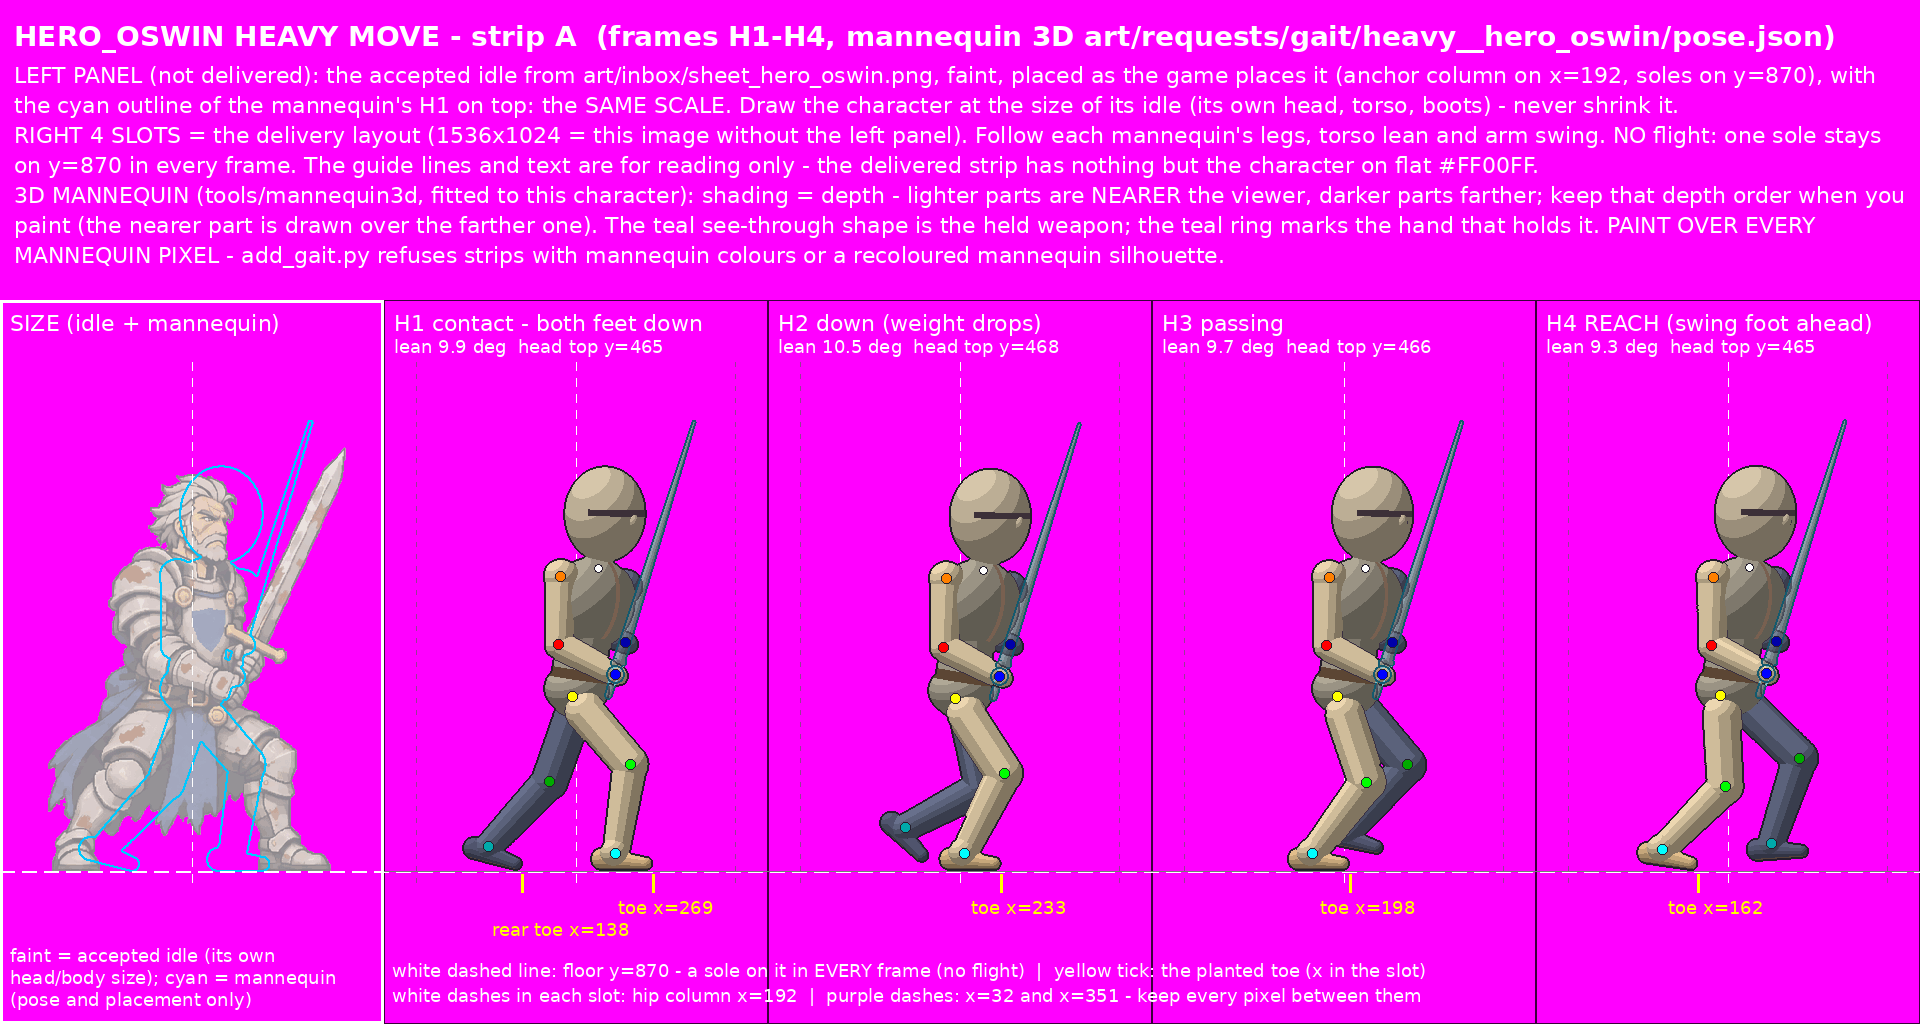 HERO_OSWIN HEAVY MOVE - strip A  (frames H1-H4, mannequin 3D art/requests/gait/heavy__hero_oswin/pose.json)
LEFT PANEL (not delivered): the accepted idle from art/inbox/sheet_hero_oswin.png, faint, placed as the game places it (anchor column on x=192, soles on y=870), with
the cyan outline of the mannequin's H1 on top: the SAME SCALE. Draw the character at the size of its idle (its own head, torso, boots) - never shrink it.
RIGHT 4 SLOTS = the delivery layout (1536x1024 = this image without the left panel). Follow each mannequin's legs, torso lean and arm swing. NO flight: one sole stays
on y=870 in every frame. The guide lines and text are for reading only - the delivered strip has nothing but the character on flat #FF00FF.
3D MANNEQUIN (tools/mannequin3d, fitted to this character): shading = depth - lighter parts are NEARER the viewer, darker parts farther; keep that depth order when you
paint (the nearer part is drawn over the farther one). The teal see-through shape is the held weapon; the teal ring marks the hand that holds it. PAINT OVER EVERY
MANNEQUIN PIXEL - add_gait.py refuses strips with mannequin colours or a recoloured mannequin silhouette.
SIZE (idle + mannequin)
H1 contact - both feet down
lean 9.9 deg  head top y=465
H2 down (weight drops)
lean 10.5 deg  head top y=468
H3 passing
lean 9.7 deg  head top y=466
H4 REACH (swing foot ahead)
lean 9.3 deg  head top y=465
toe x=269
rear toe x=138
toe x=233
toe x=198
toe x=162
faint = accepted idle (its own
head/body size); cyan = mannequin
(pose and placement only)
white dashed line: floor y=870 - a sole on it in EVERY frame (no flight)  |  yellow tick: the planted toe (x in the slot)
white dashes in each slot: hip column x=192  |  purple dashes: x=32 and x=351 - keep every pixel between them